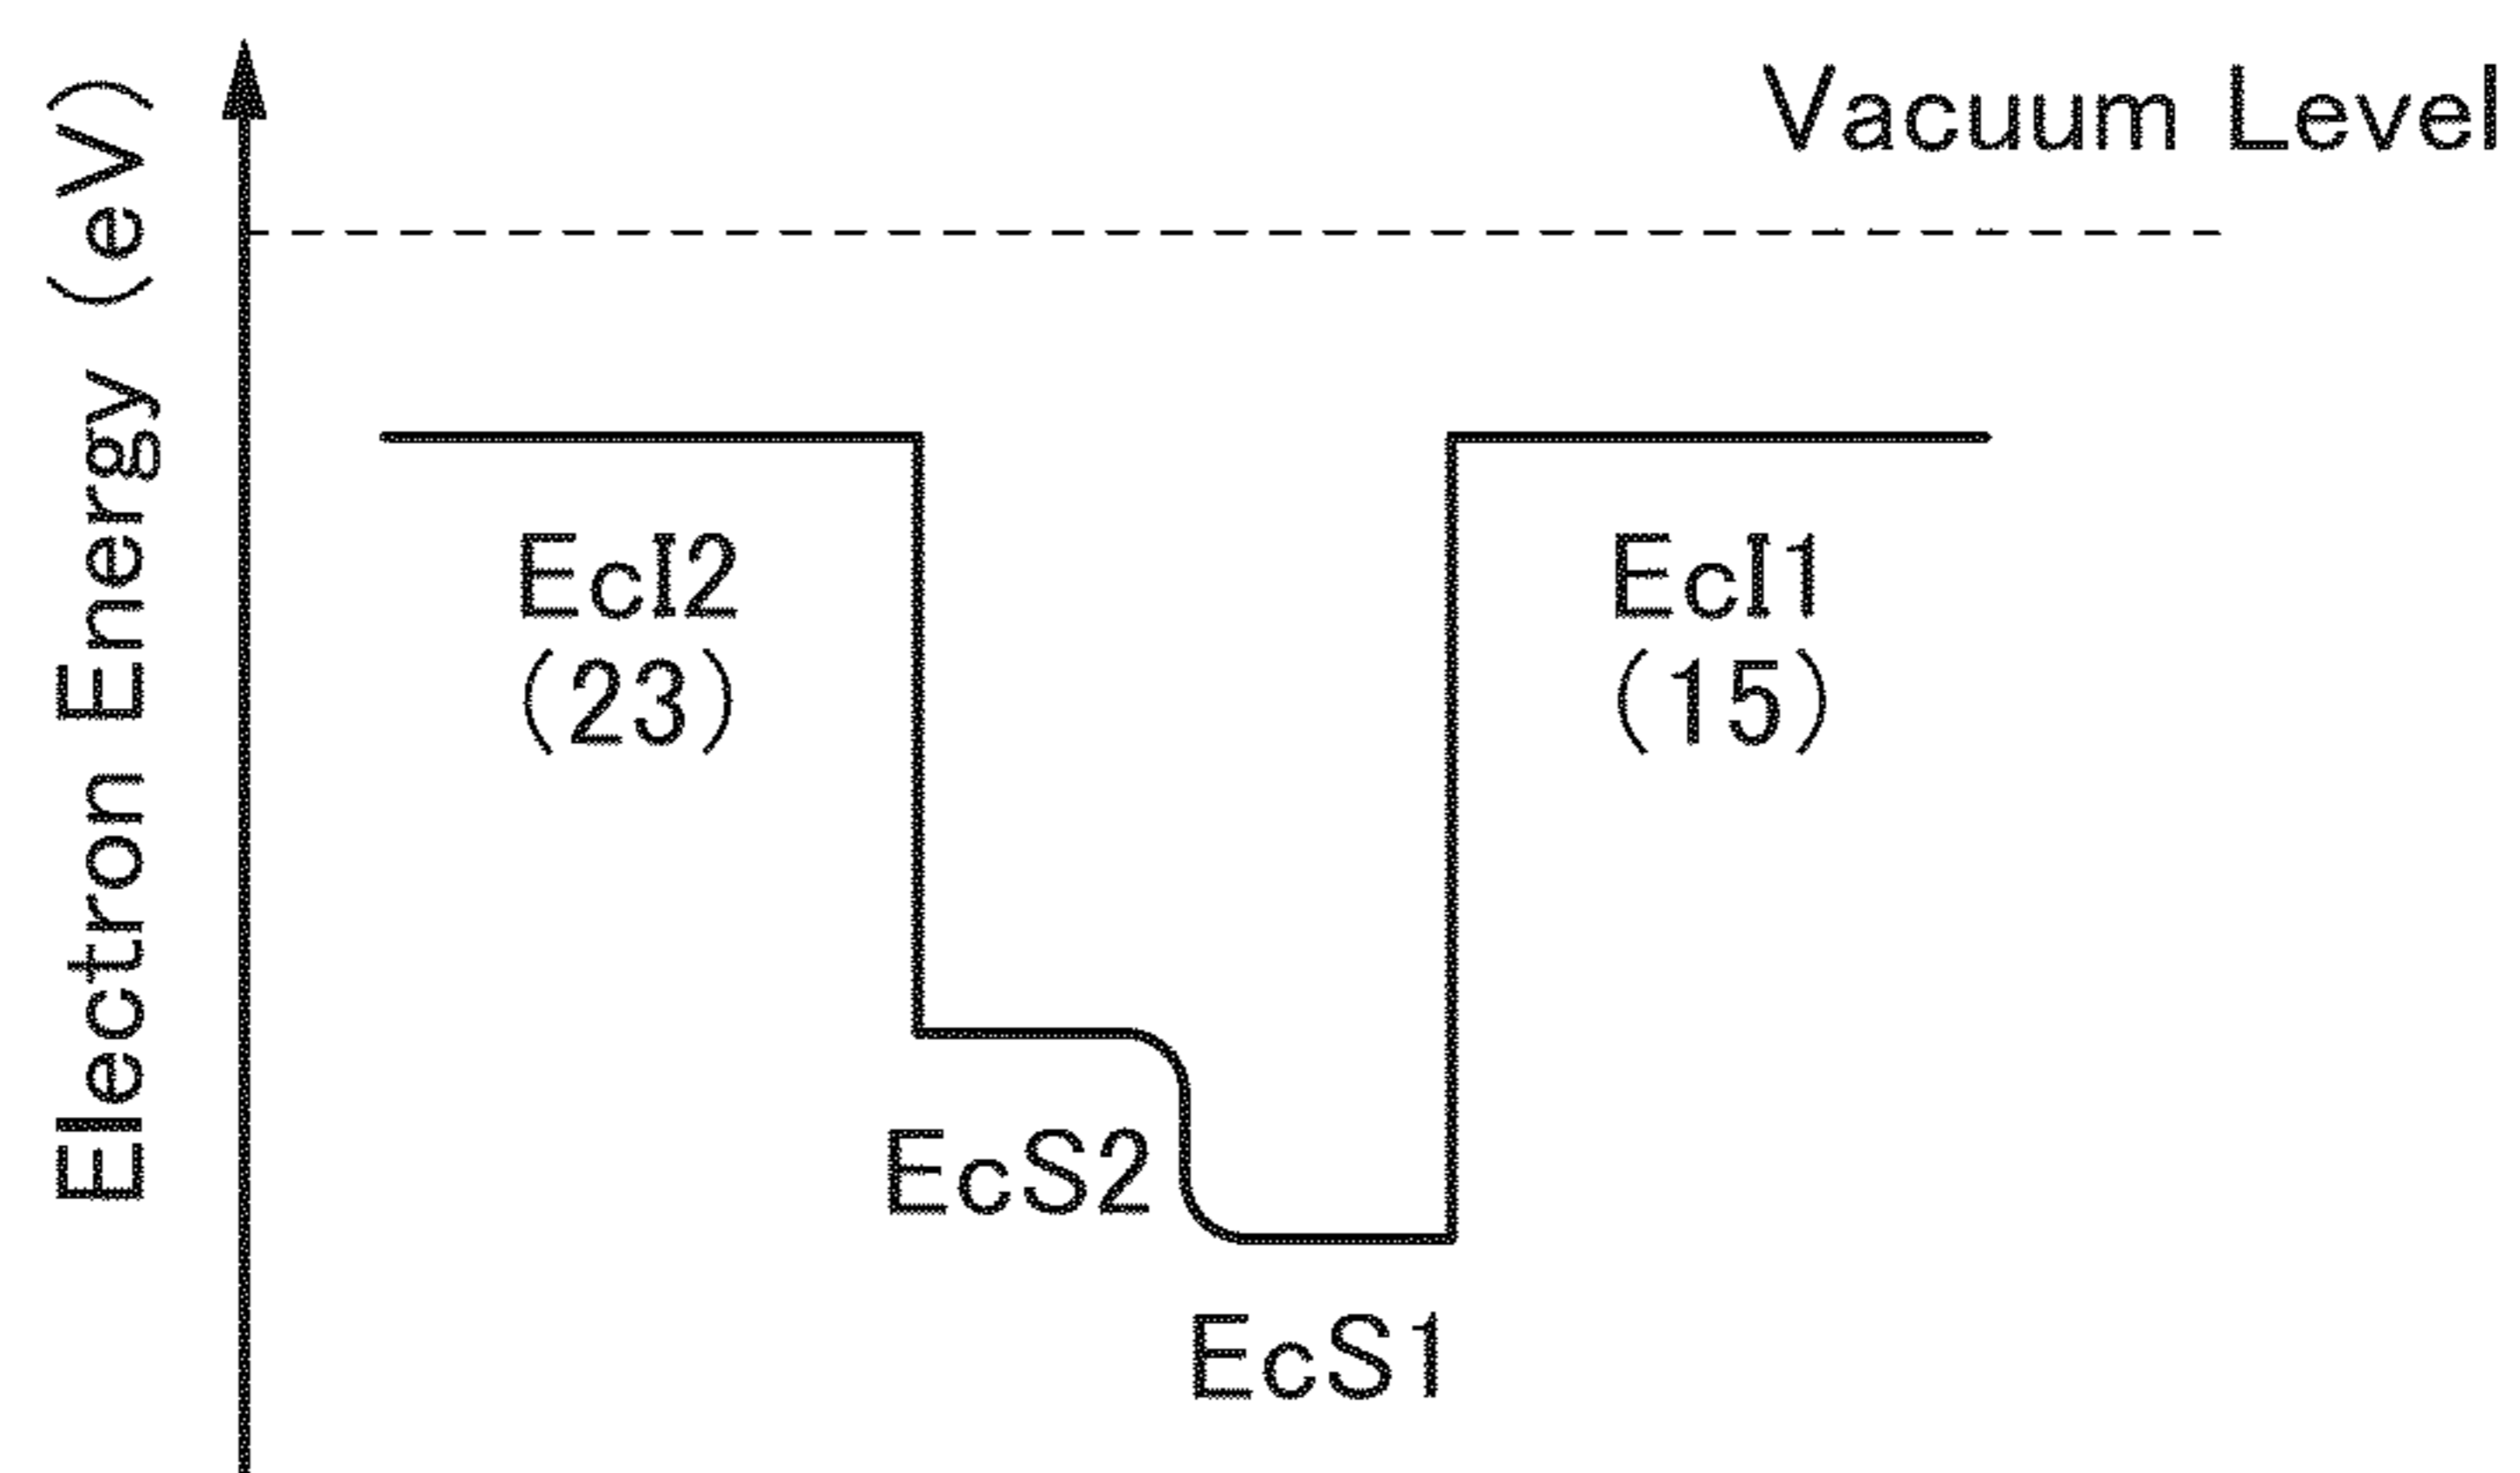 Electron Energy (eV)
Vacuum Level
EcI2
(23)
EcI1
(15)
EcS2
EcS1